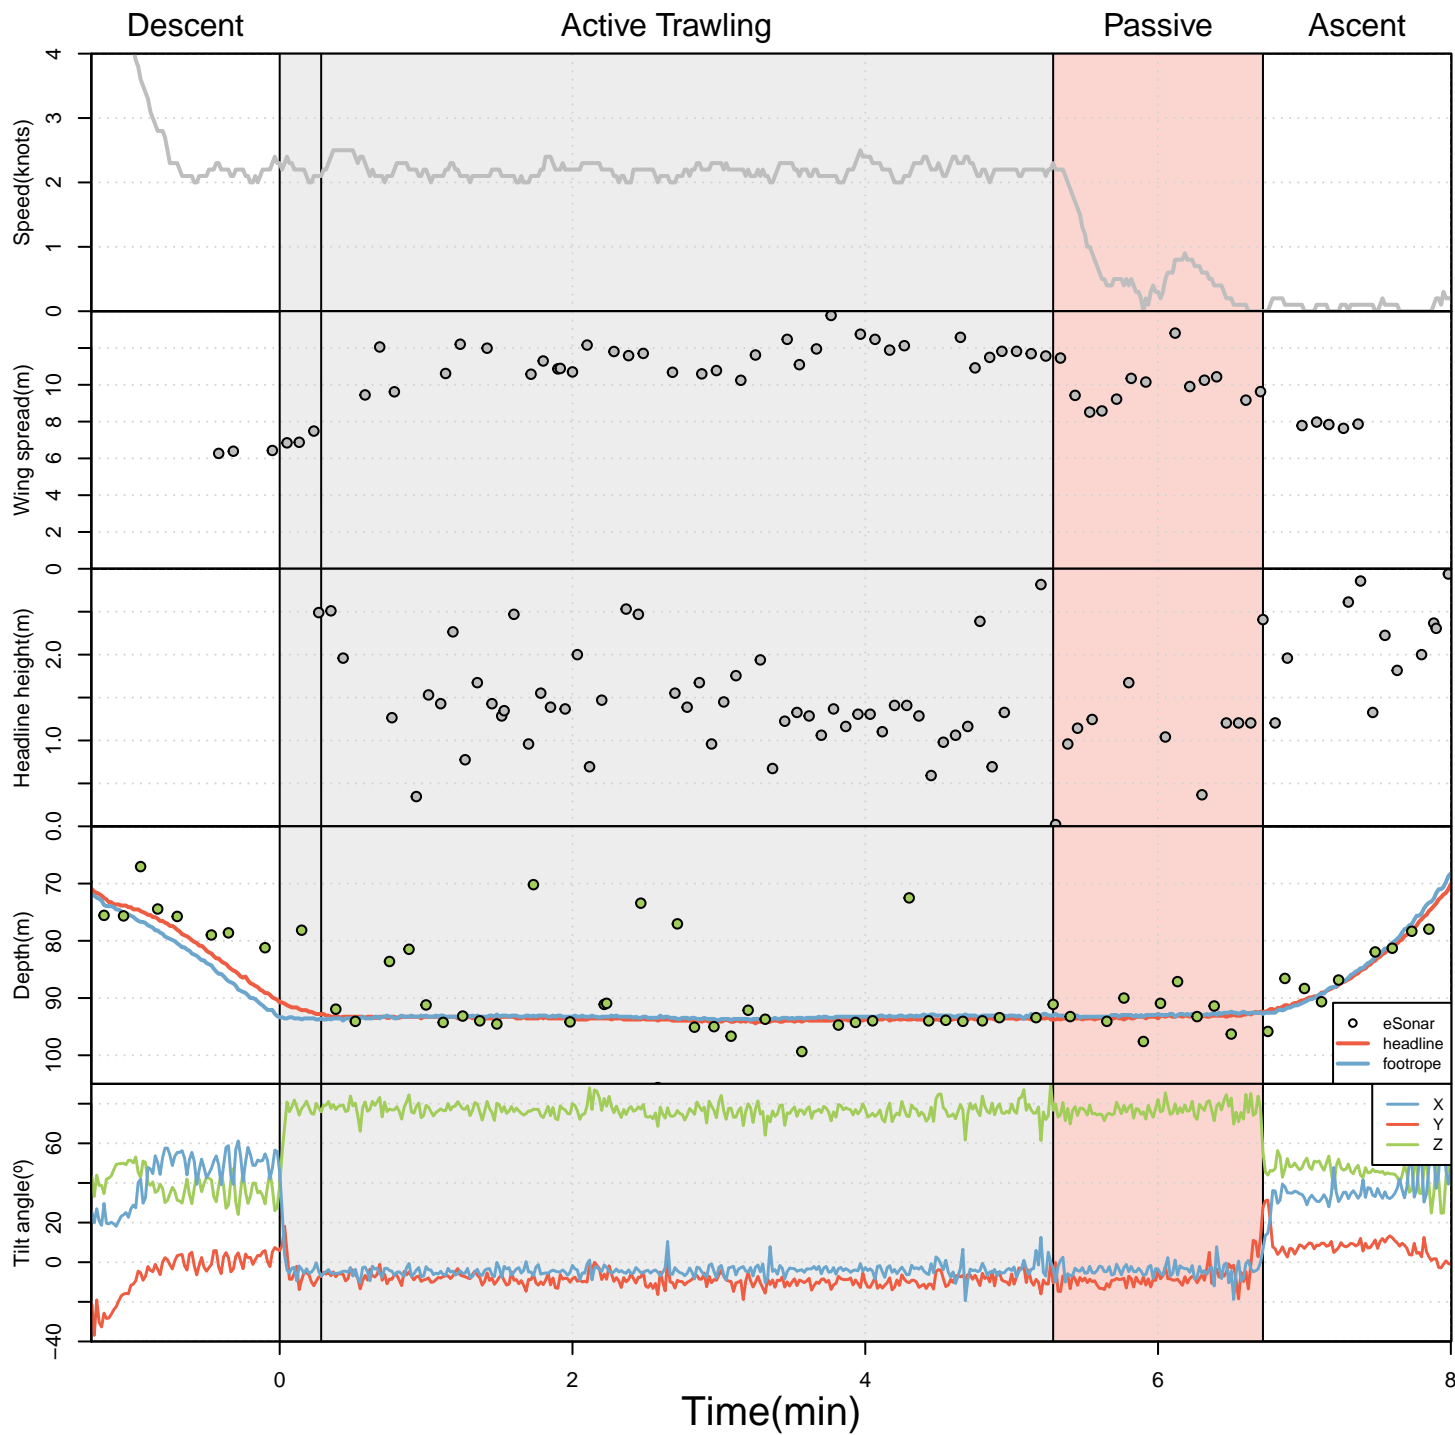 Descent Active Trawling Passive Ascent
Speed(knots)
4
3
2
1
0
Wing spread(m)
10
8
6
4
2
0
Headline height(m)
2.0
1.0
0.0
Depth(m)
70
80
90
100
eSonar
headline
footrope
Tilt angle(º)
60
20
0
−40
X
Y
Z
0 2 4 6 8
Time(min)